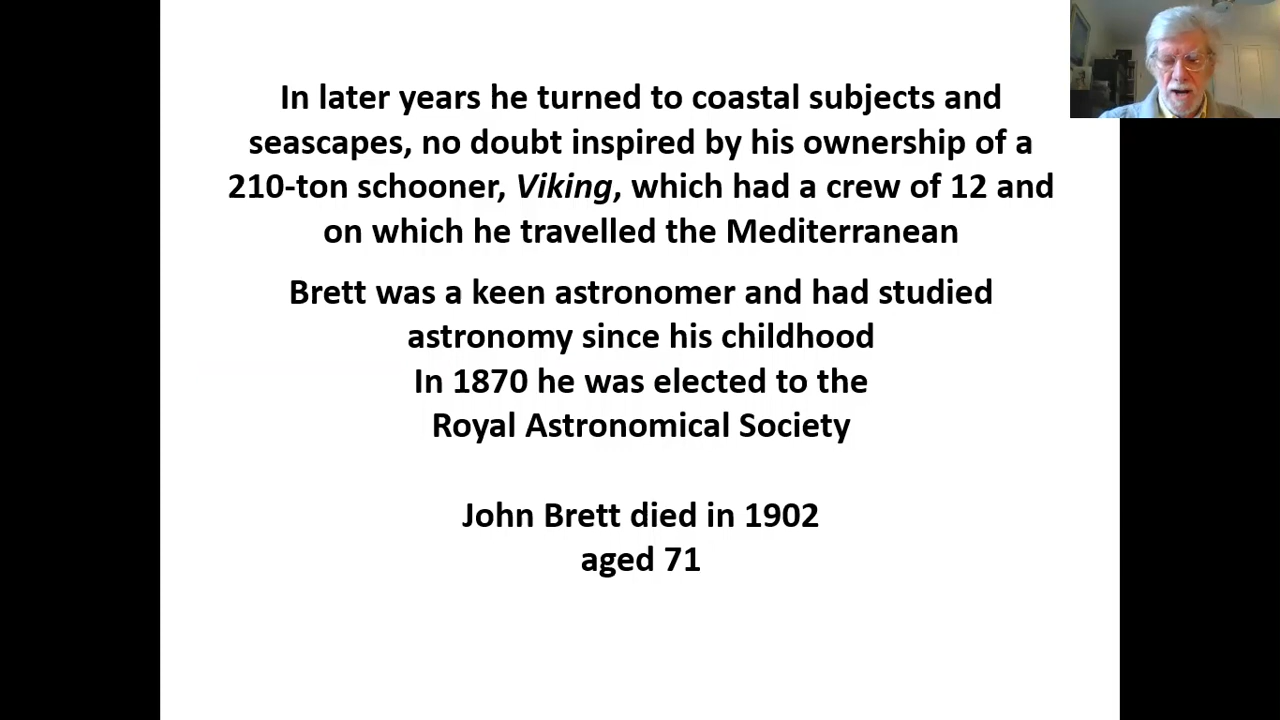 In later years he turned to coastal subjects and
seascapes, no doubt inspired by his ownership of a
210-ton schooner, Viking, which had a crew of 12 and
on which he travelled the Mediterranean
Brett was a keen astronomer and had studied
astronomy since his childhood
In 1870 he was elected to the
Royal Astronomical Society
John Brett died in 1902
aged 71